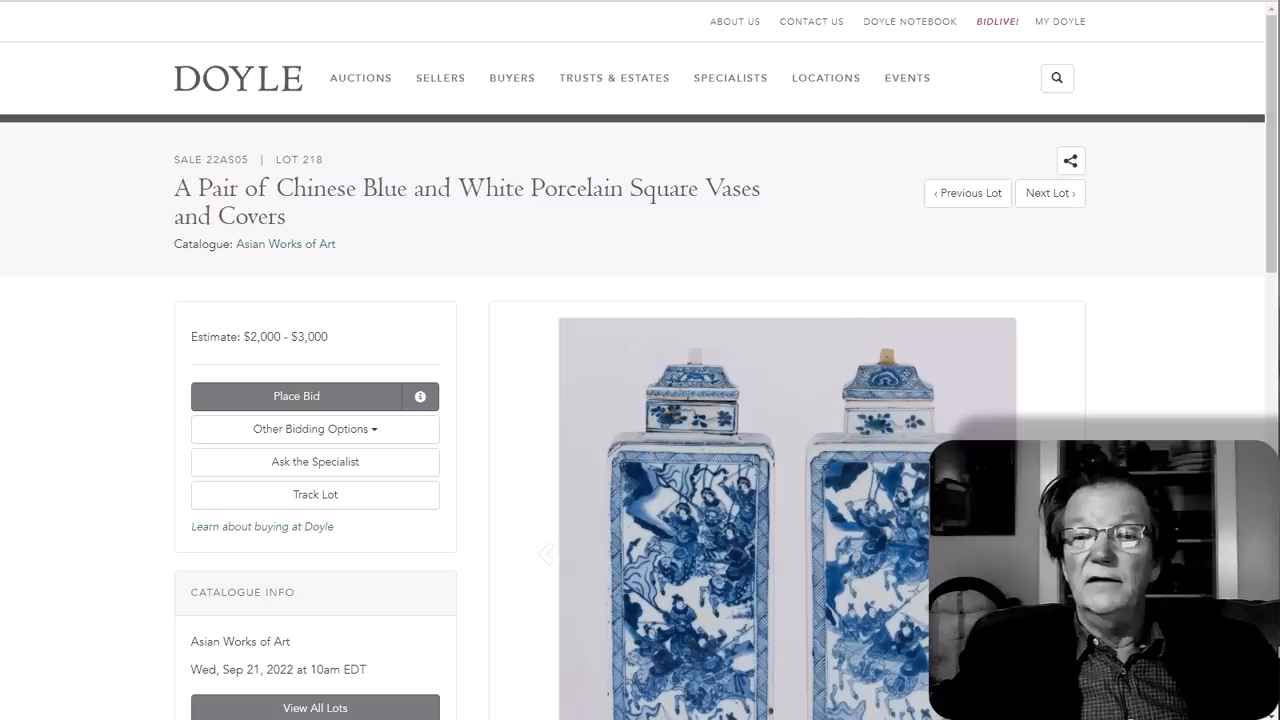 ABOUT US CONTACT US DOYLE NOTEBOOK BIDLIVE! MY DOYLE
DOYLE AUCTIONS SELLERS BUYERS TRUSTS & ESTATES SPECIALISTS LOCATIONS EVENTS
SALE 22AS05 | LOT 218
A Pair of Chinese Blue and White Porcelain Square Vases
and Covers
‹ Previous Lot Next Lot ›
Catalogue: Asian Works of Art
Estimate: $2,000 - $3,000
Place Bid
Other Bidding Options
Ask the Specialist
Track Lot
Learn about buying at Doyle
CATALOGUE INFO
Asian Works of Art
Wed, Sep 21, 2022 at 10am EDT
View All Lots